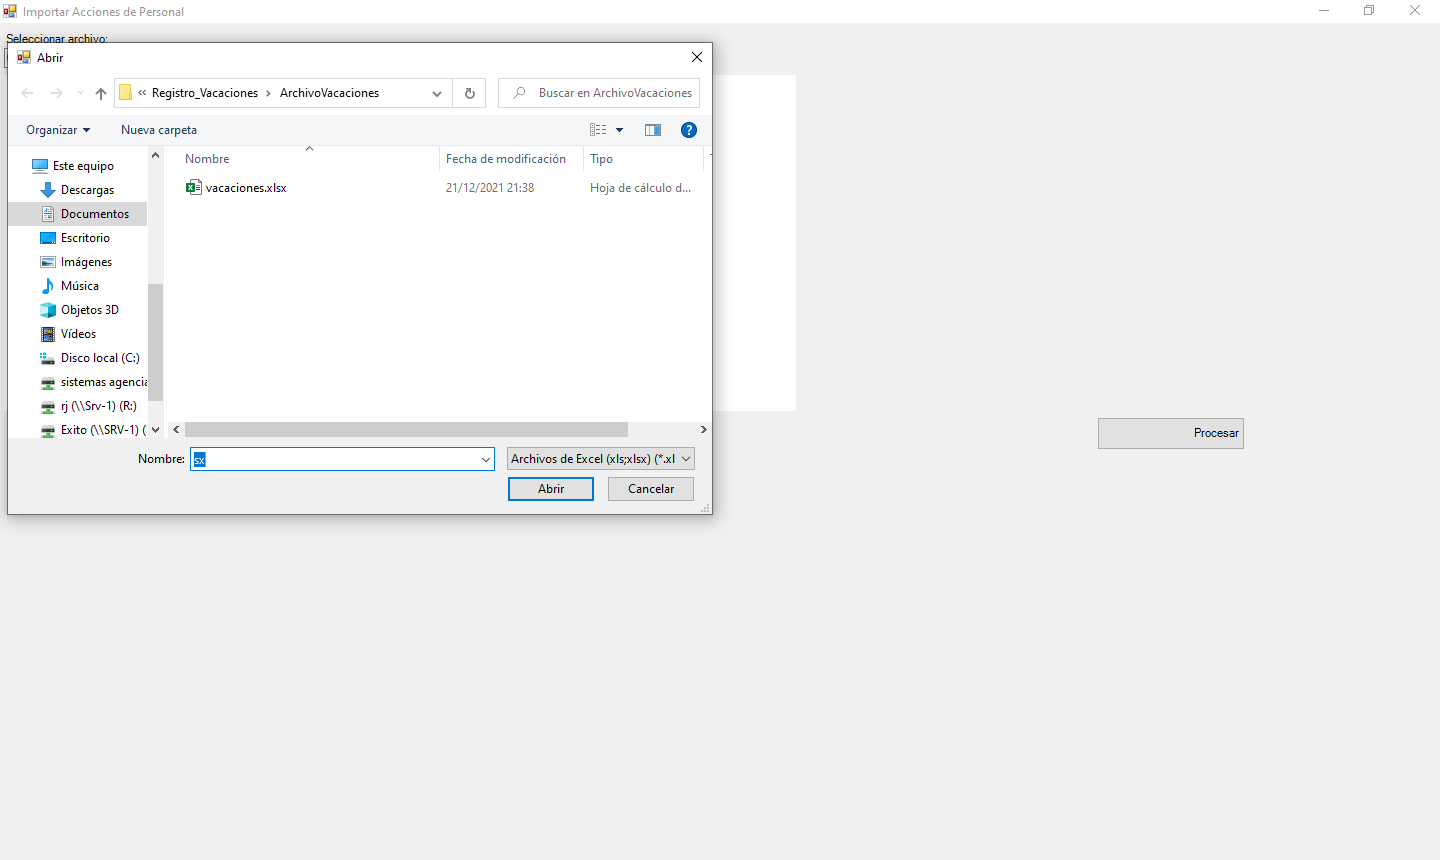 Importar Acciones de Personal
Seleccionar archivo:
Abrir
« Registro_Vacaciones › ArchivoVacaciones
Buscar en ArchivoVacaciones
Organizar
Nueva carpeta
?
Este equipo
Descargas
Documentos
Escritorio
Imágenes
Música
Objetos 3D
Vídeos
Disco local (C:)
sistemas agencia
rj (\\Srv-1) (R:)
Exito (\\SRV-1) (
Nombre
Fecha de modificación
Tipo
vacaciones.xlsx
21/12/2021 21:38
Hoja de cálculo d...
Nombre:
sx
Archivos de Excel (xls;xlsx) (*.xl
Abrir
Cancelar
Procesar